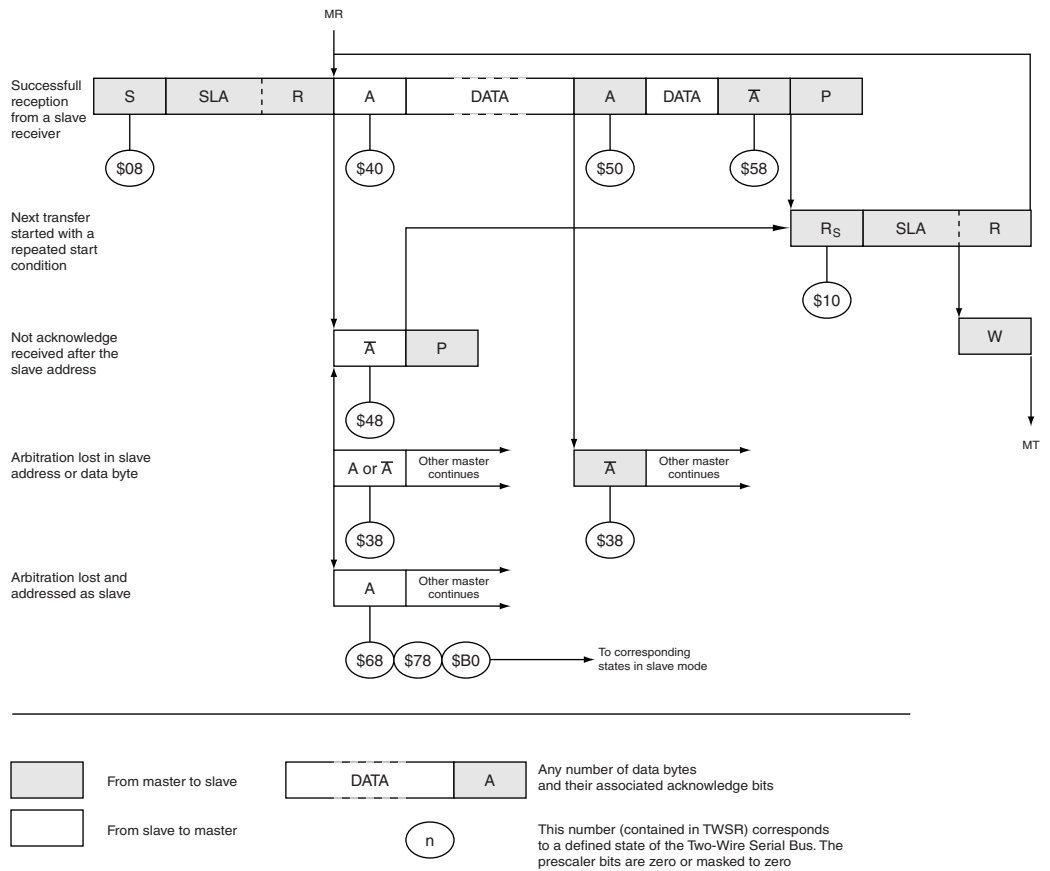 MR
Successfull
reception
from a slave
receiver
S SLA R A DATA A DATA A̅ P
$08 $40 $50 $58
Next transfer
started with a
repeated start
condition
RS SLA R
$10
W
MT
Not acknowledge
received after the
slave address
A̅ P
$48
Arbitration lost in slave
address or data byte
A or A̅
Other master
continues
A̅
Other master
continues
$38 $38
Arbitration lost and
addressed as slave
A
Other master
continues
$68 $78 $B0
To corresponding
states in slave mode
From master to slave
From slave to master
DATA A
Any number of data bytes
and their associated acknowledge bits
n
This number (contained in TWSR) corresponds
to a defined state of the Two-Wire Serial Bus. The
prescaler bits are zero or masked to zero